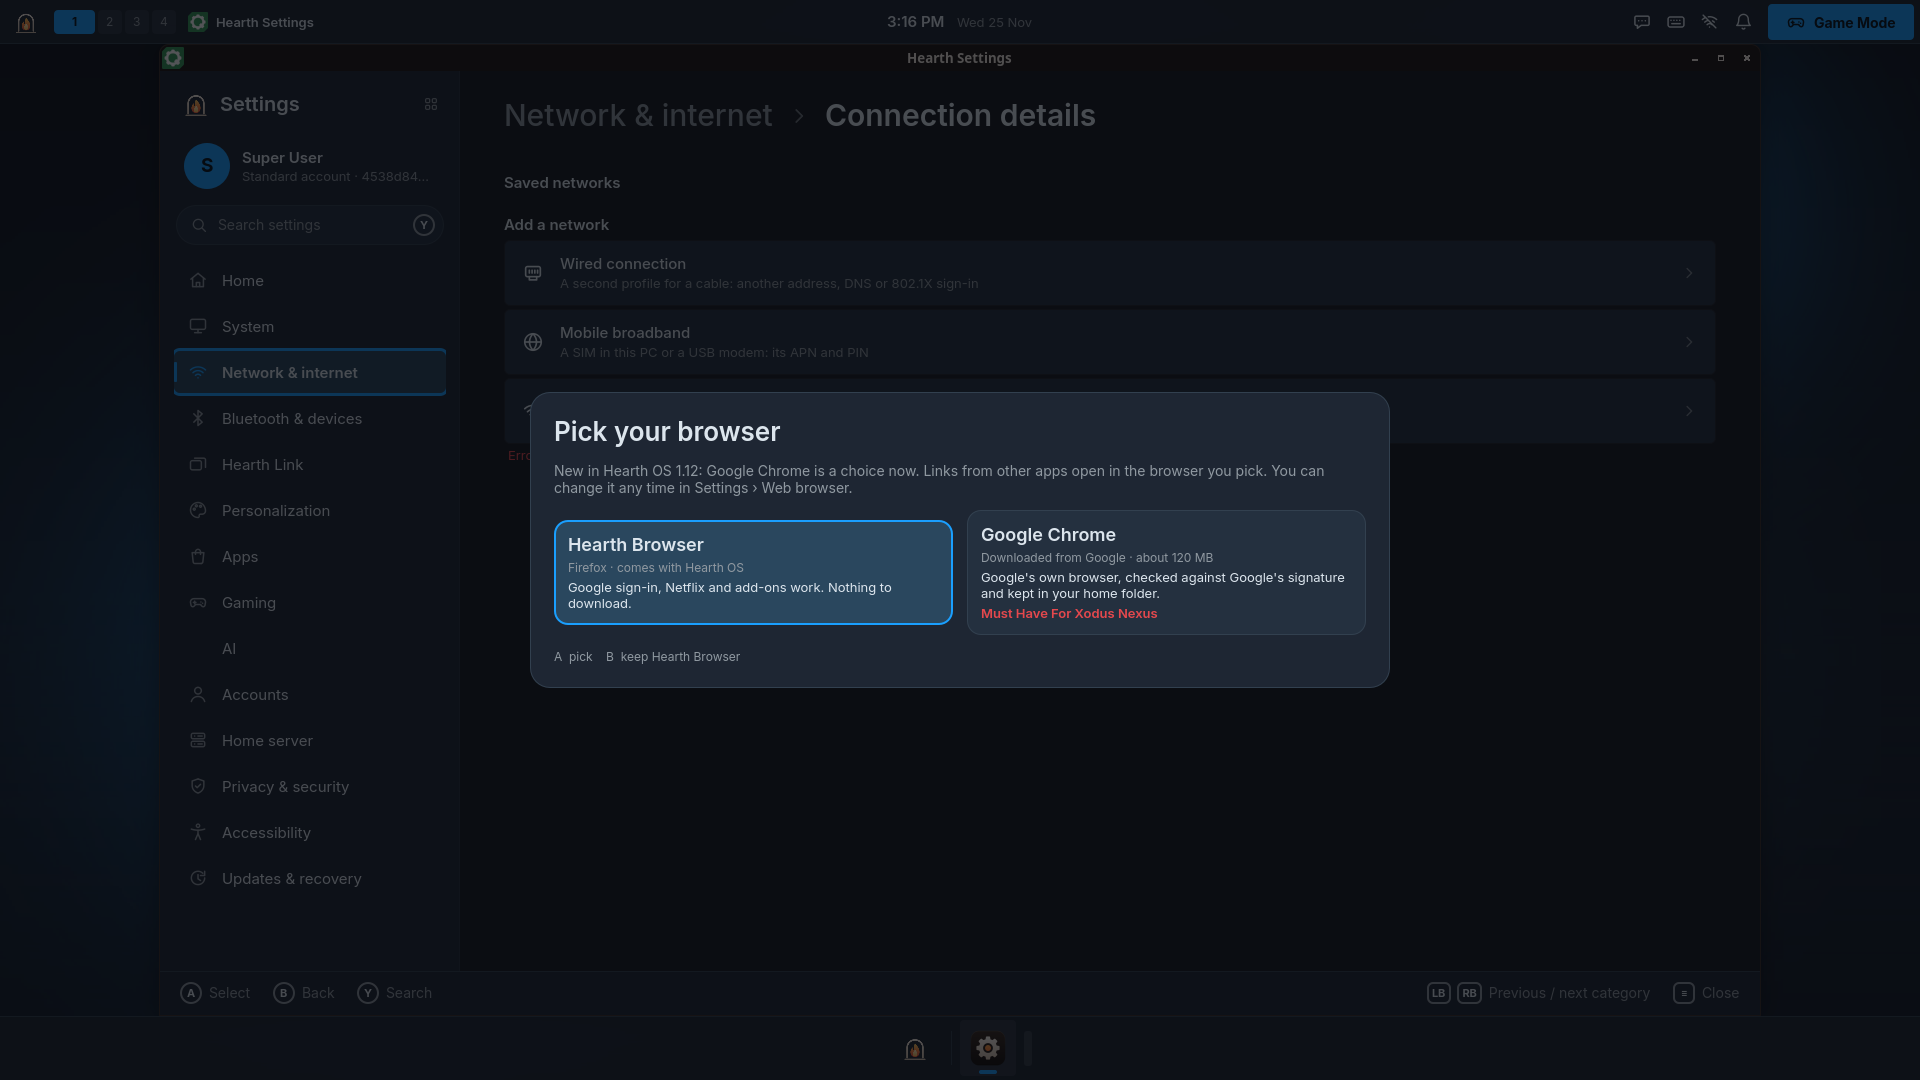 1 2 3 4 Hearth Settings
3:16 PM Wed 25 Nov
Game Mode
Hearth Settings
Settings
S
Super User
Standard account · 4538d84...
Search settings Y
Home
System
Network & internet
Bluetooth & devices
Hearth Link
Personalization
Apps
Gaming
AI
Accounts
Home server
Privacy & security
Accessibility
Updates & recovery
Network & internet › Connection details
Saved networks
Add a network
Wired connection
A second profile for a cable: another address, DNS or 802.1X sign-in
Mobile broadband
A SIM in this PC or a USB modem: its APN and PIN
Pick your browser
New in Hearth OS 1.12: Google Chrome is a choice now. Links from other apps open in the browser you pick. You can
change it any time in Settings › Web browser.
Hearth Browser
Firefox · comes with Hearth OS
Google sign-in, Netflix and add-ons work. Nothing to
download.
Google Chrome
Downloaded from Google · about 120 MB
Google's own browser, checked against Google's signature
and kept in your home folder.
Must Have For Xodus Nexus
A pick B keep Hearth Browser
A Select B Back Y Search
LB RB Previous / next category Close